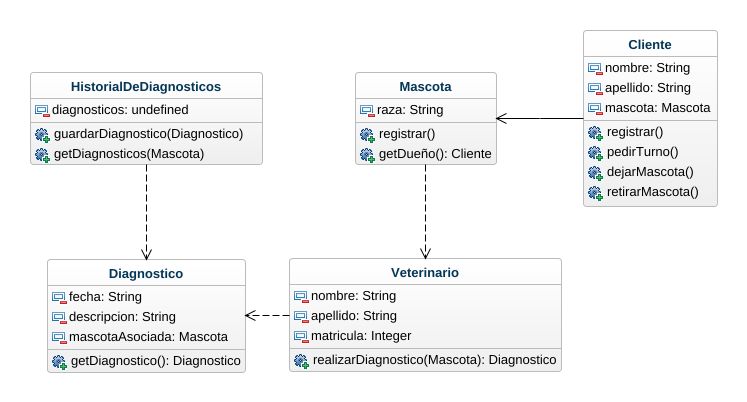 Cliente
nombre: String
apellido: String
mascota: Mascota
registrar()
pedirTurno()
dejarMascota()
retirarMascota()
HistorialDeDiagnosticos
diagnosticos: undefined
guardarDiagnostico(Diagnostico)
getDiagnosticos(Mascota)
Mascota
raza: String
registrar()
getDueño(): Cliente
Diagnostico
fecha: String
descripcion: String
mascotaAsociada: Mascota
getDiagnostico(): Diagnostico
Veterinario
nombre: String
apellido: String
matricula: Integer
realizarDiagnostico(Mascota): Diagnostico